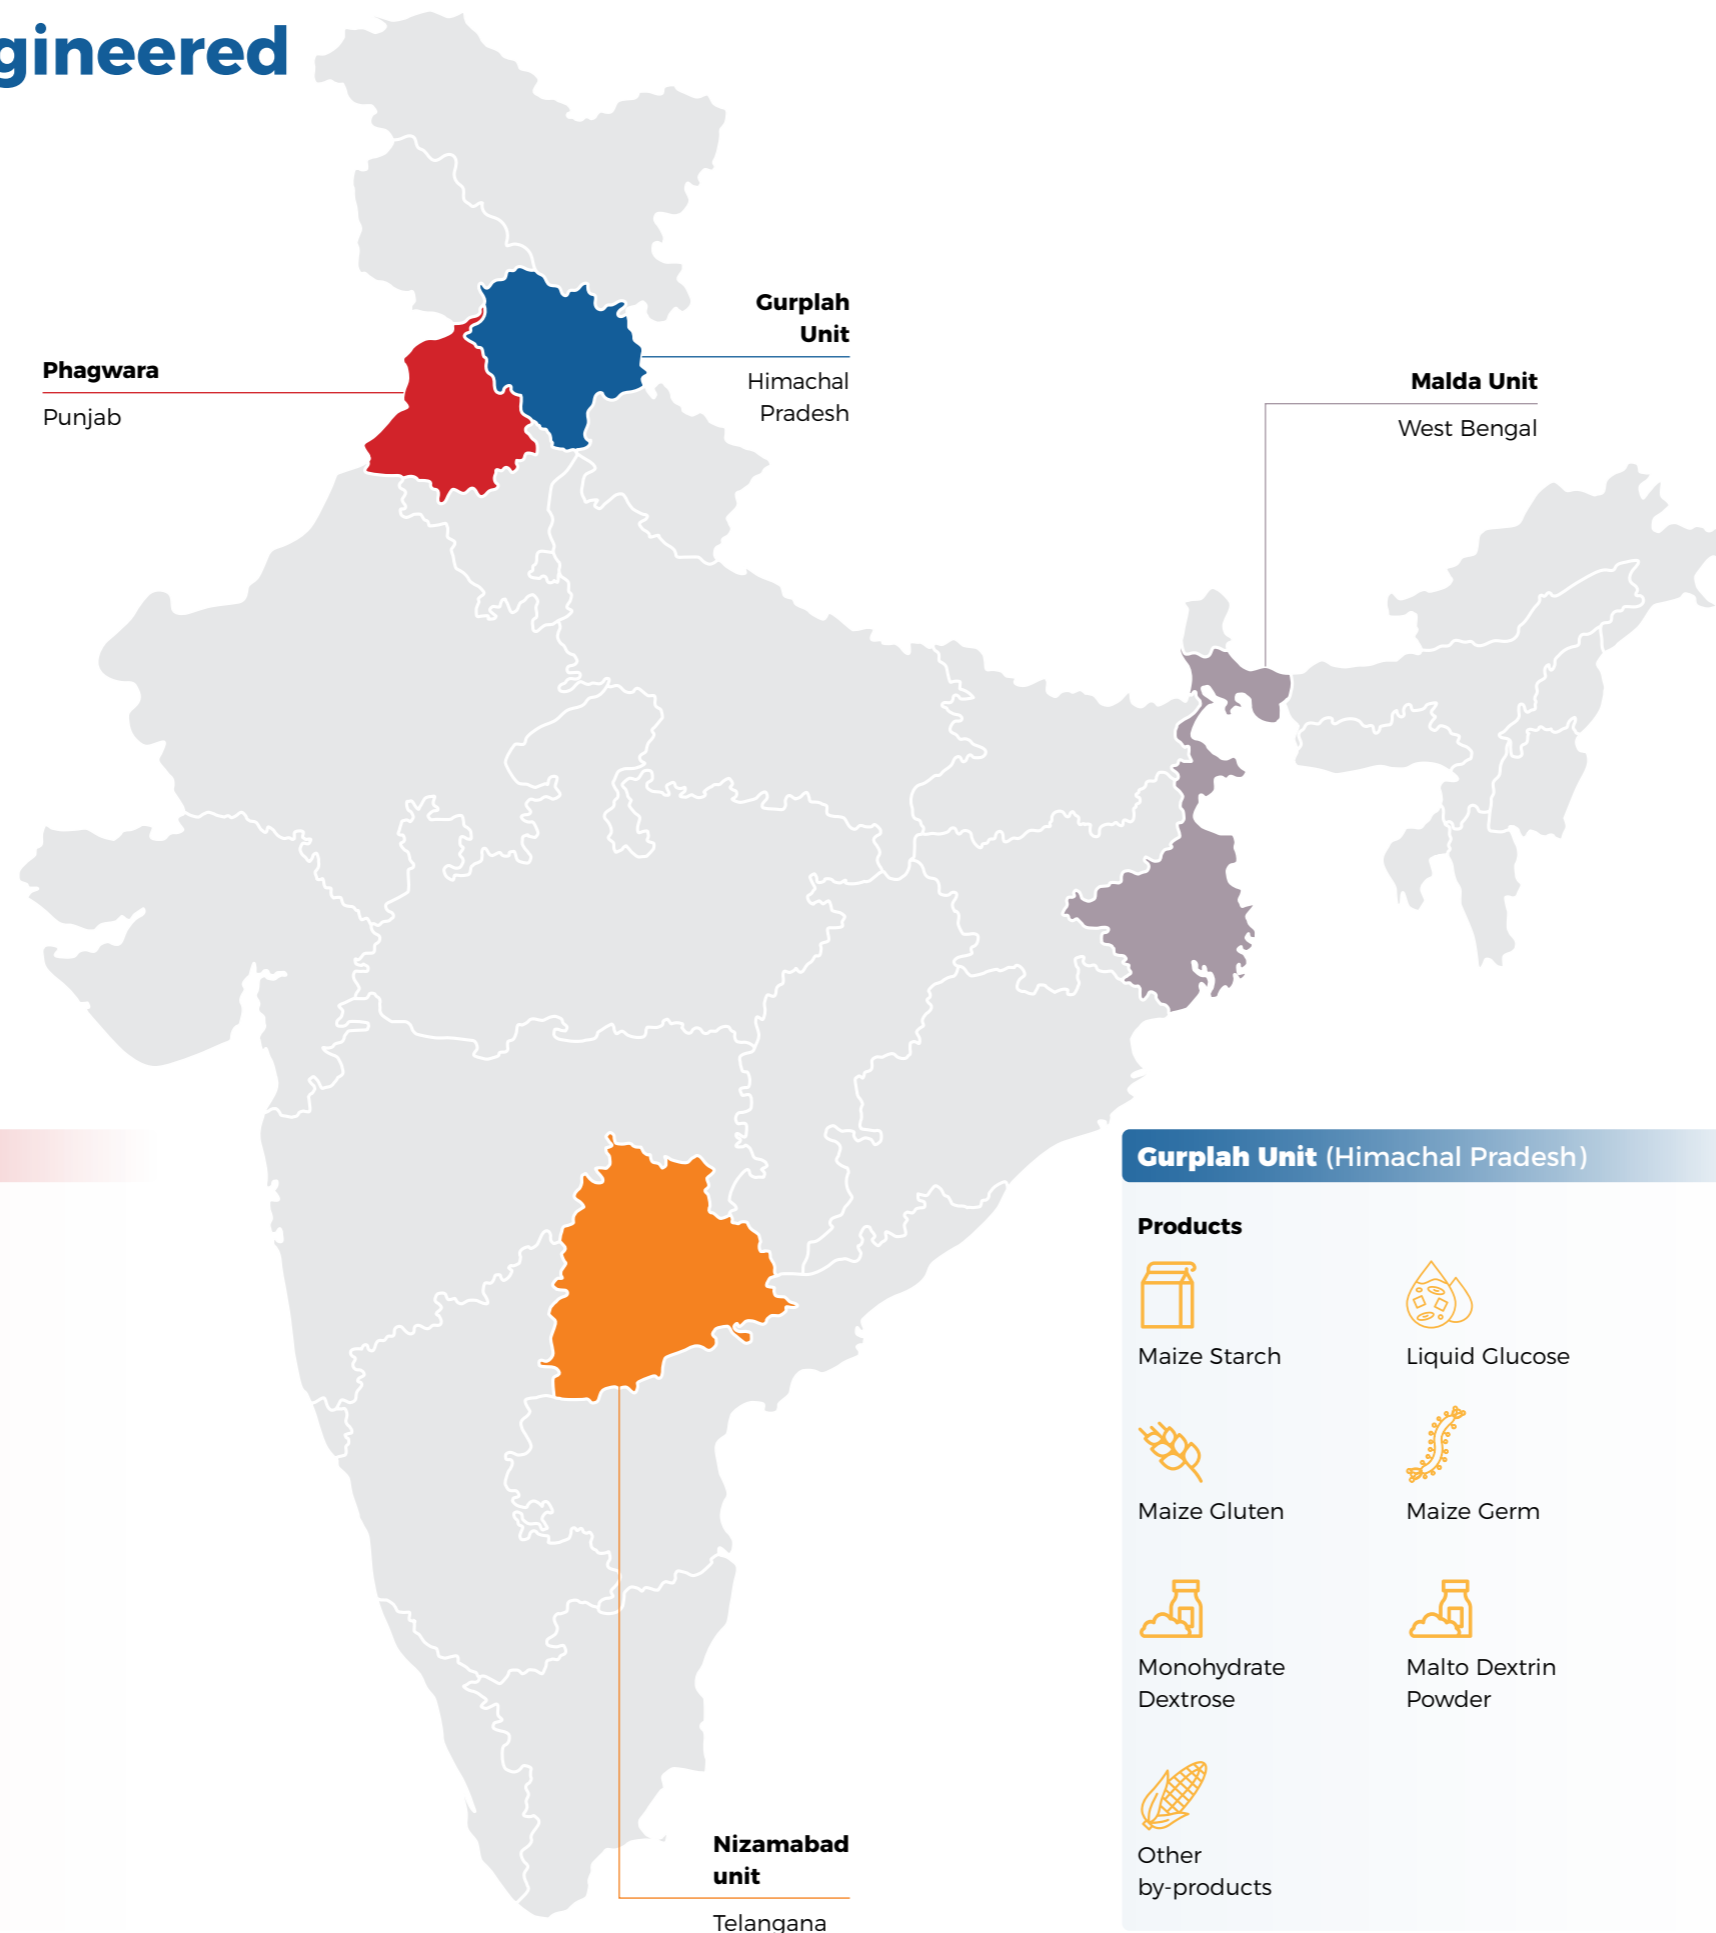 gineered
Gurplah
Unit
Himachal
Pradesh
Phagwara
Punjab
Malda Unit
West Bengal
Nizamabad
unit
Telangana
Gurplah Unit (Himachal Pradesh)
Products
Maize Starch
Liquid Glucose
Maize Gluten
Maize Germ
Monohydrate
Dextrose
Malto Dextrin
Powder
Other
by-products